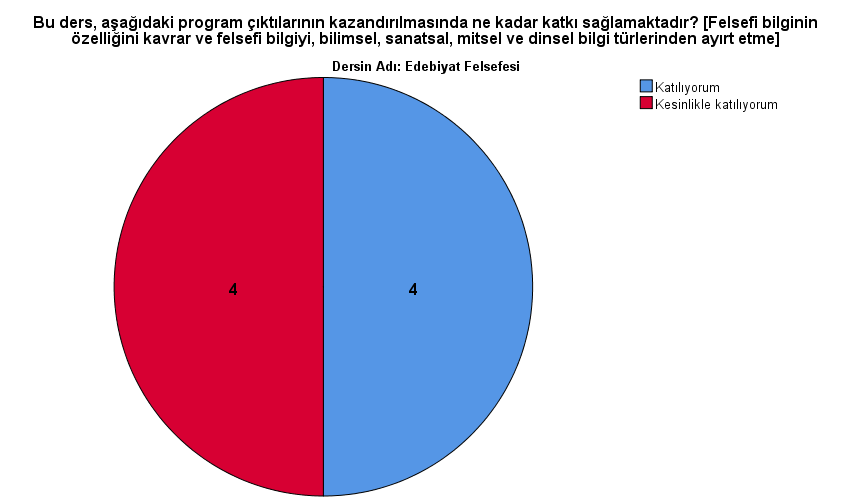 Bu ders, aşağıdaki program çıktılarının kazandırılmasında ne kadar katkı sağlamaktadır? [Felsefi bilginin
özelliğini kavrar ve felsefi bilgiyi, bilimsel, sanatsal, mitsel ve dinsel bilgi türlerinden ayırt etme]
Dersin Adı: Edebiyat Felsefesi
Katılıyorum
Kesinlikle katılıyorum
4
4